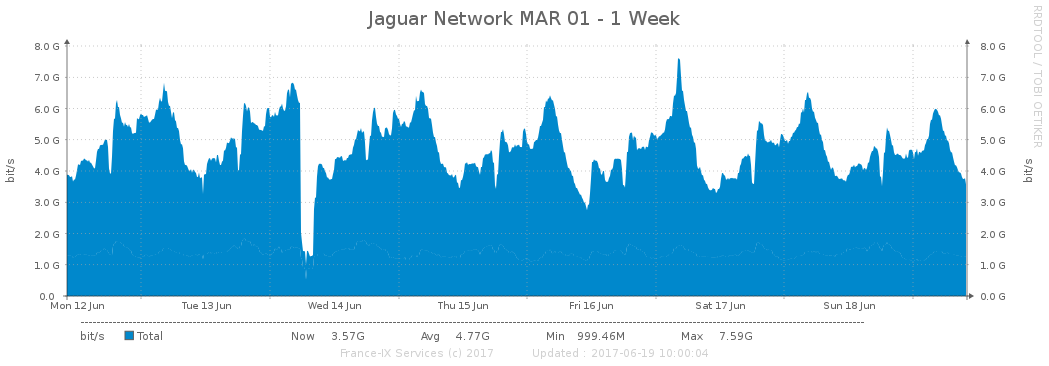 Jaguar Network MAR 01 - 1 Week
RRDTOOL / TOBI OETIKER
8.0 G 8.0 G
7.0 G 7.0 G
6.0 G 6.0 G
5.0 G 5.0 G
4.0 G 4.0 G
3.0 G 3.0 G
2.0 G 2.0 G
1.0 G 1.0 G
0.0 0.0 G
bit/s bit/s
Mon 12 Jun Tue 13 Jun Wed 14 Jun Thu 15 Jun Fri 16 Jun Sat 17 Jun Sun 18 Jun
bit/s Total Now 3.57G Avg 4.77G Min 999.46M Max 7.59G
France-IX Services (c) 2017 Updated : 2017-06-19 10:00:04